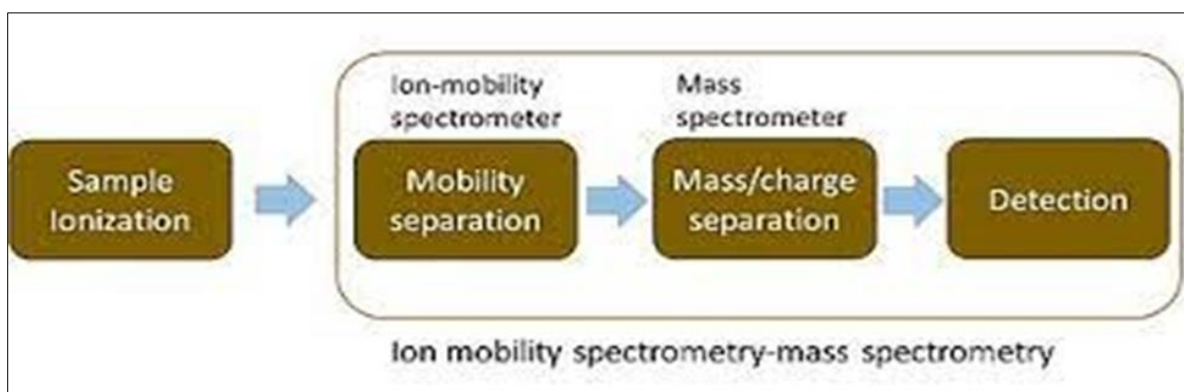 Ion-mobility
spectrometer
Mass
spectrometer
Sample
Ionization
Mobility
separation
Mass/charge
separation
Detection
Ion mobility spectrometry-mass spectrometry